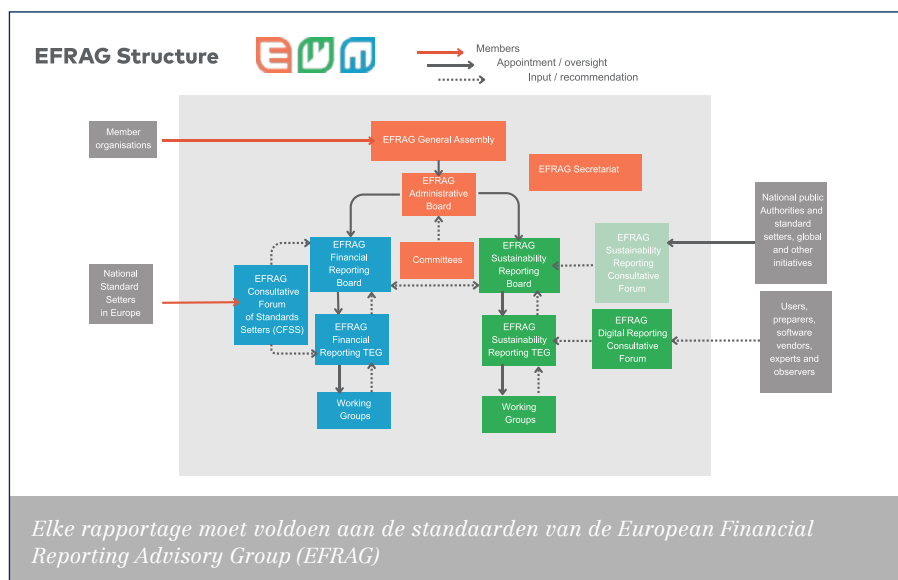 EFRAG Structure
Members
Appointment / oversight
Input / recommendation
Member
organisations
EFRAG General Assembly
EFRAG Secretariat
EFRAG
Administrative
Board
National public
Authorities and
standard
setters, global
and other
initiatives
EFRAG
Financial
Reporting
Board
Committees
EFRAG
Sustainability
Reporting
Board
EFRAG
Sustainability
Reporting
Consultative
Forum
National
Standard
Setters
in Europe
EFRAG
Consultative
Forum
of Standards
Setters (CFSS)
EFRAG
Financial
Reporting TEG
EFRAG
Sustainability
Reporting TEG
EFRAG
Digital Reporting
Consultative
Forum
Users,
preparers,
software
vendors,
experts and
observers
Working
Groups
Working
Groups
Elke rapportage moet voldoen aan de standaarden van de European Financial
Reporting Advisory Group (EFRAG)